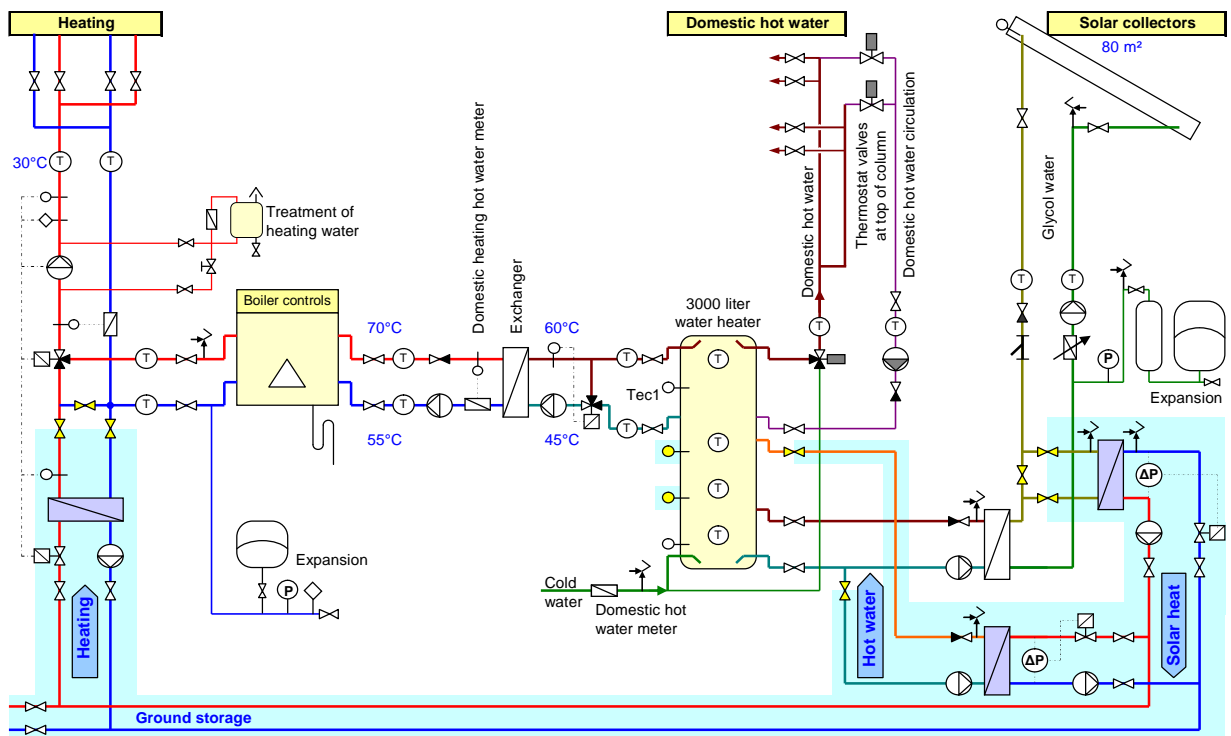 Heating
Domestic hot water
Solar collectors
80 m²
30°C
T
T
Treatment of
heating water
Domestic heating hot water meter
Exchanger
Domestic hot water
Thermostat valves
at top of column
Domestic hot water circulation
Glycol water
T
T
Boiler controls
3000 liter
water heater
70°C
60°C
T
T
T
T
T
T
P
Tec1
Expansion
T
T
55°C
45°C
T
T
T
T
ΔP
Expansion
P
Cold
water
Domestic hot
water meter
Heating
Hot water
Solar heat
ΔP
Ground storage